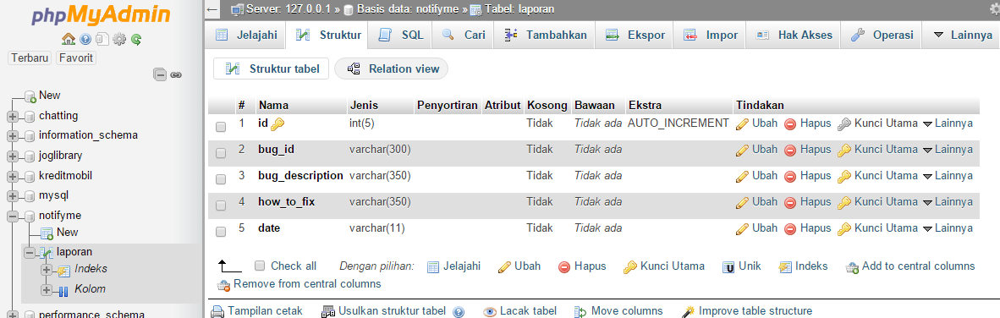 phpMyAdmin
Terbaru Favorit
New
chatting
information_schema
joglibrary
kreditmobil
mysql
notifyme
New
laporan
Indeks
Kolom
performance_schema
Server: 127.0.0.1 » Basis data: notifyme » Tabel: laporan
Jelajahi Struktur SQL Cari Tambahkan Ekspor Impor Hak Akses Operasi Lainnya
Struktur tabel Relation view
# Nama Jenis Penyortiran Atribut Kosong Bawaan Ekstra Tindakan
1 id int(5) Tidak Tidak ada AUTO_INCREMENT Ubah Hapus Kunci Utama Lainnya
2 bug_id varchar(300) Tidak Tidak ada Ubah Hapus Kunci Utama Lainnya
3 bug_description varchar(350) Tidak Tidak ada Ubah Hapus Kunci Utama Lainnya
4 how_to_fix varchar(350) Tidak Tidak ada Ubah Hapus Kunci Utama Lainnya
5 date varchar(11) Tidak Tidak ada Ubah Hapus Kunci Utama Lainnya
Check all Dengan pilihan: Jelajahi Ubah Hapus Kunci Utama Unik Indeks Add to central columns
Remove from central columns
Tampilan cetak Usulkan struktur tabel Lacak tabel Move columns Improve table structure